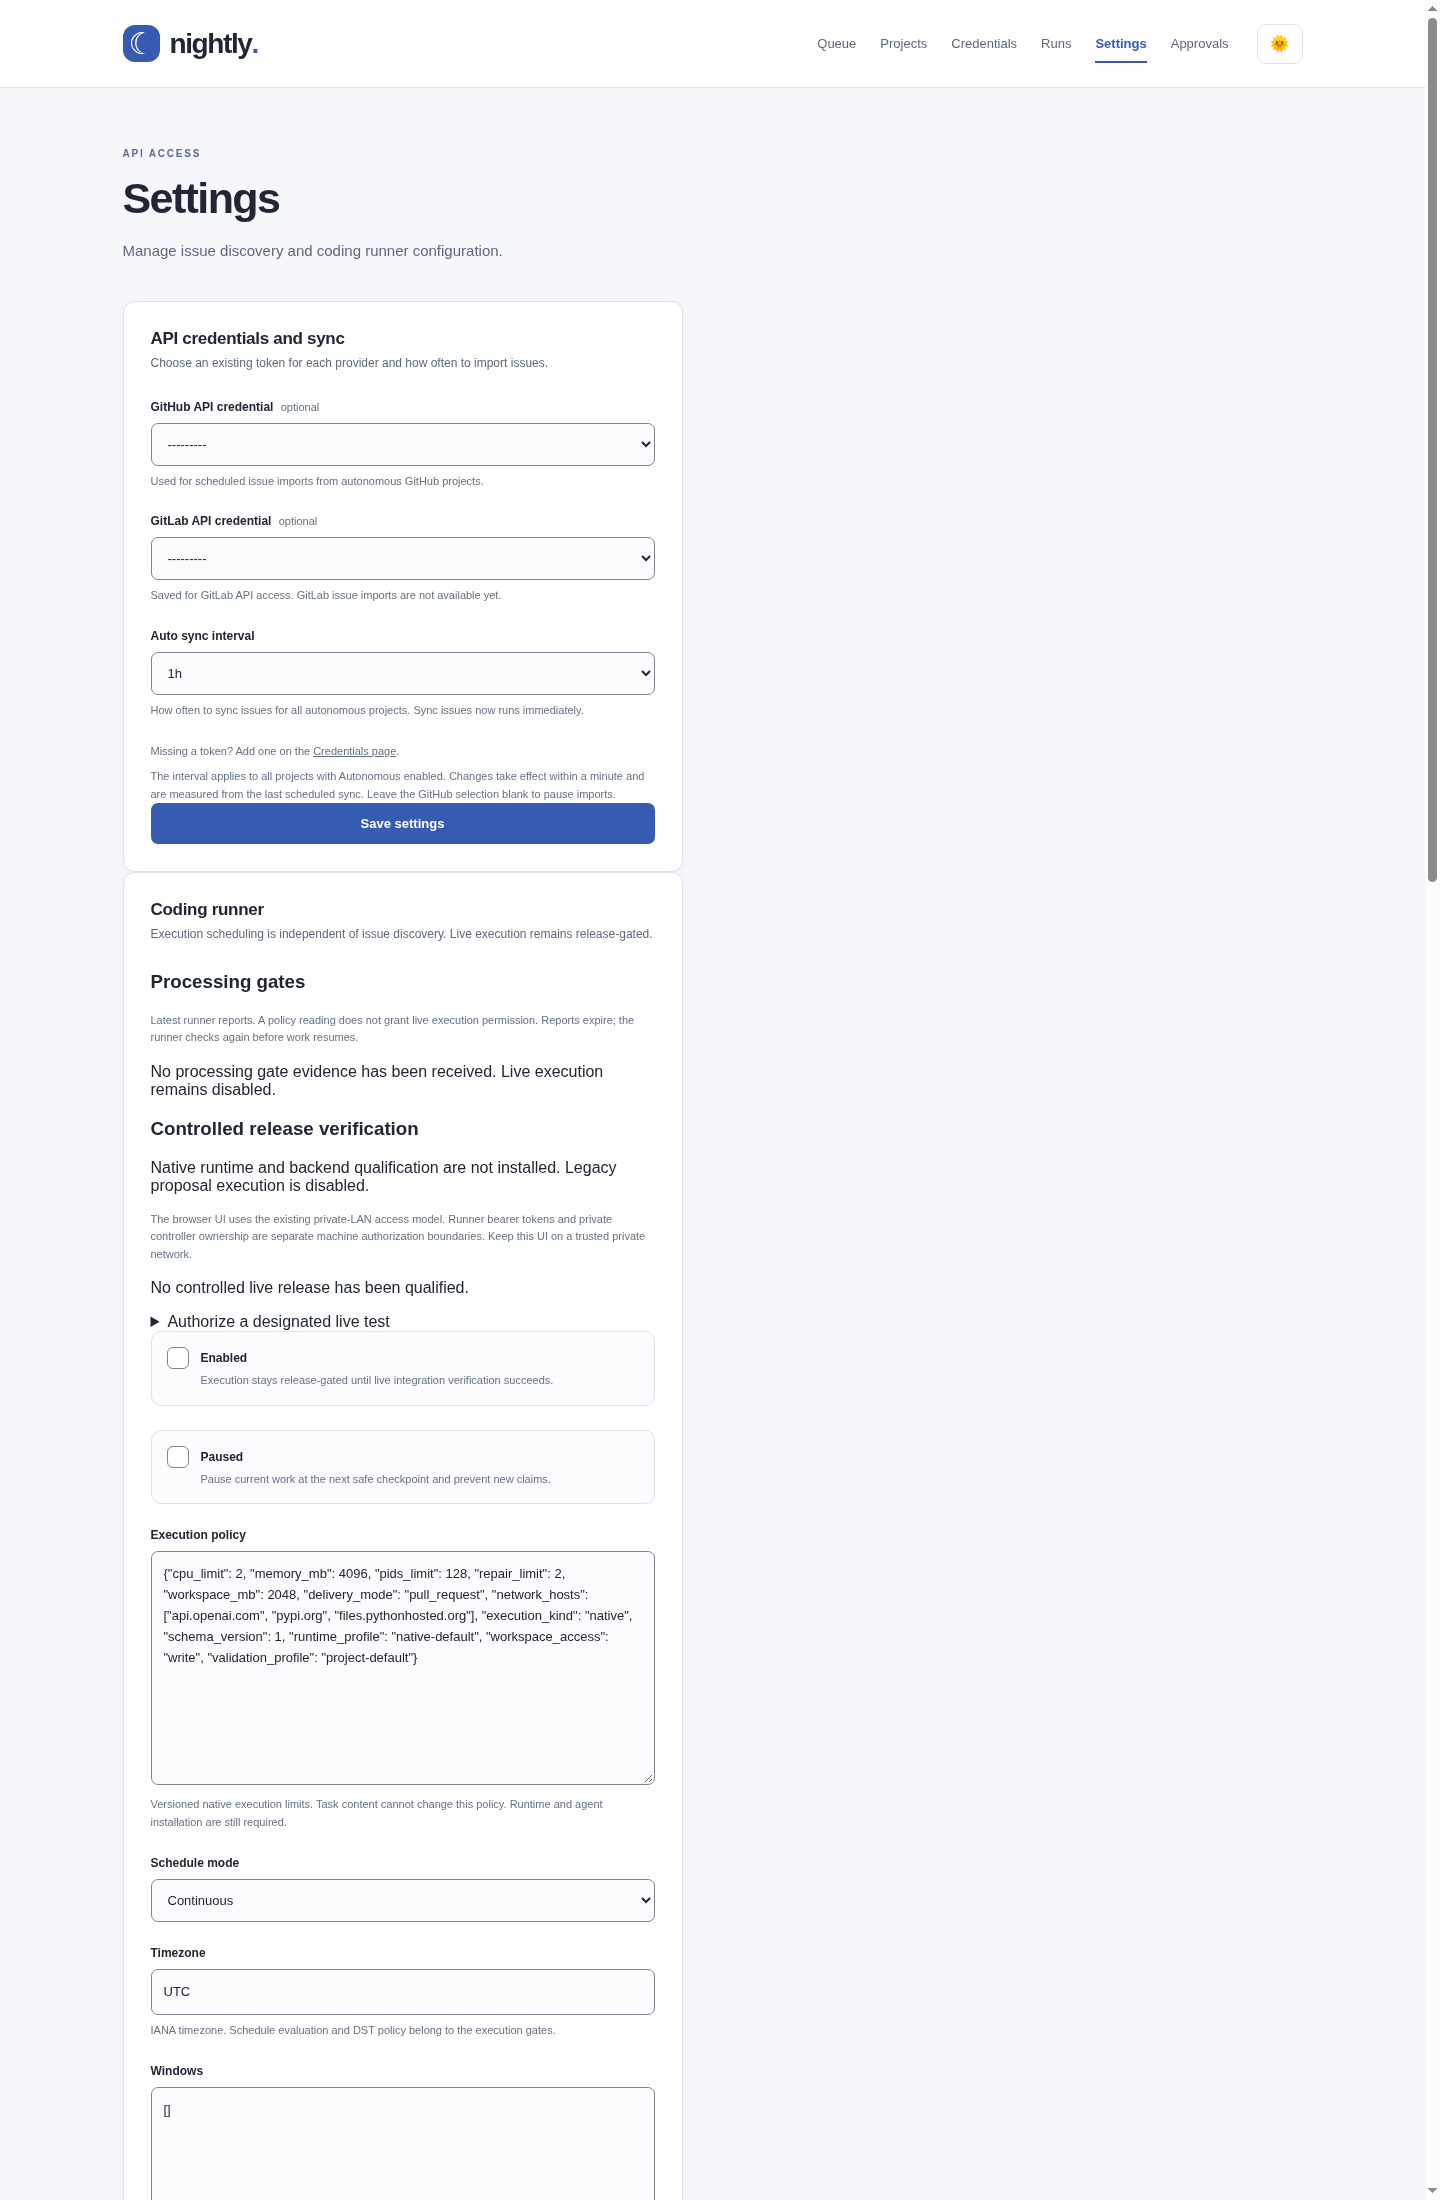 nightly.
Queue Projects Credentials Runs Settings Approvals
API ACCESS
Settings
Manage issue discovery and coding runner configuration.
API credentials and sync
Choose an existing token for each provider and how often to import issues.
GitHub API credential optional
---------
Used for scheduled issue imports from autonomous GitHub projects.
GitLab API credential optional
---------
Saved for GitLab API access. GitLab issue imports are not available yet.
Auto sync interval
1h
How often to sync issues for all autonomous projects. Sync issues now runs immediately.
Missing a token? Add one on the Credentials page.
The interval applies to all projects with Autonomous enabled. Changes take effect within a minute and
are measured from the last scheduled sync. Leave the GitHub selection blank to pause imports.
Save settings
Coding runner
Execution scheduling is independent of issue discovery. Live execution remains release-gated.
Processing gates
Latest runner reports. A policy reading does not grant live execution permission. Reports expire; the
runner checks again before work resumes.
No processing gate evidence has been received. Live execution
remains disabled.
Controlled release verification
Native runtime and backend qualification are not installed. Legacy
proposal execution is disabled.
The browser UI uses the existing private-LAN access model. Runner bearer tokens and private
controller ownership are separate machine authorization boundaries. Keep this UI on a trusted private
network.
No controlled live release has been qualified.
Authorize a designated live test
Enabled
Execution stays release-gated until live integration verification succeeds.
Paused
Pause current work at the next safe checkpoint and prevent new claims.
Execution policy
{"cpu_limit": 2, "memory_mb": 4096, "pids_limit": 128, "repair_limit": 2,
"workspace_mb": 2048, "delivery_mode": "pull_request", "network_hosts":
["api.openai.com", "pypi.org", "files.pythonhosted.org"], "execution_kind": "native",
"schema_version": 1, "runtime_profile": "native-default", "workspace_access":
"write", "validation_profile": "project-default"}
Versioned native execution limits. Task content cannot change this policy. Runtime and agent
installation are still required.
Schedule mode
Continuous
Timezone
UTC
IANA timezone. Schedule evaluation and DST policy belong to the execution gates.
Windows
[]